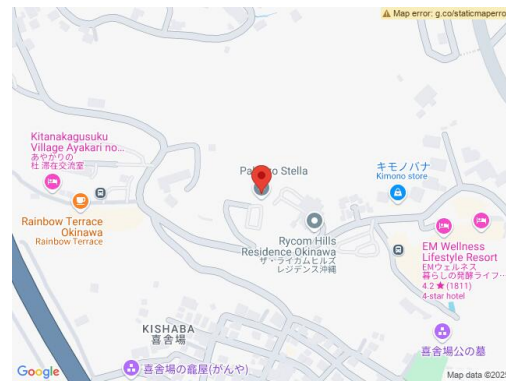 Map error: g.co/staticmaperro
Kitanakagusuku
Village Ayakari no...
あやかりの
杜 滞在交流室
Rainbow Terrace
Okinawa
Rainbow Terrace
Stella
Rycom Hills
Residence Okinawa
ザ・ライカムヒルズ
レジデンス沖縄
キモノバナ
Kimono store
EM Wellness
Lifestyle Resort
EMウェルネス
暮らしの発酵ライフ...
4.2 ★ (1811)
4-star hotel
KISHABA
喜舎場
喜舎場公の墓
喜舎場の龕屋(がんや)
Google
Map data ©2025